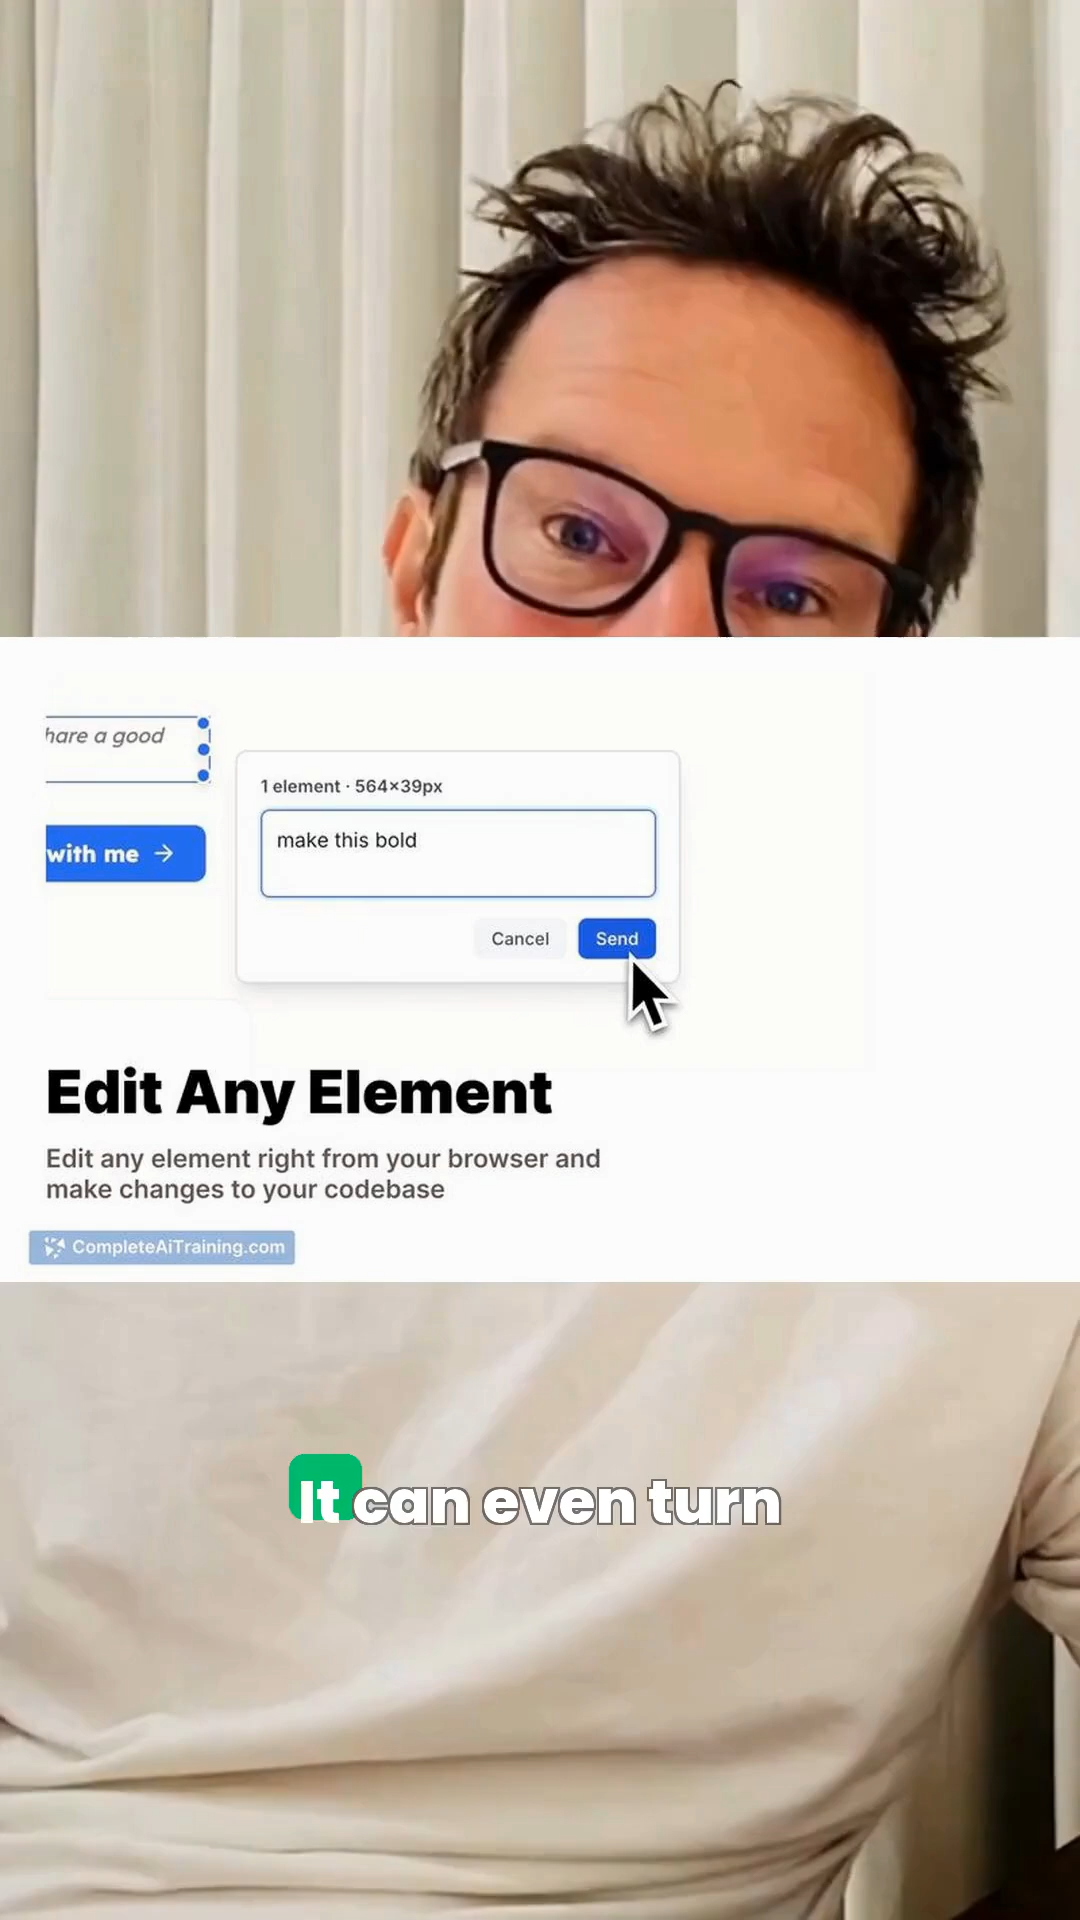 hare a good
with me →
1 element · 564×39px
make this bold
Cancel
Send
Edit Any Element
Edit any element right from your browser and
make changes to your codebase
CompleteAiTraining.com
It can even turn